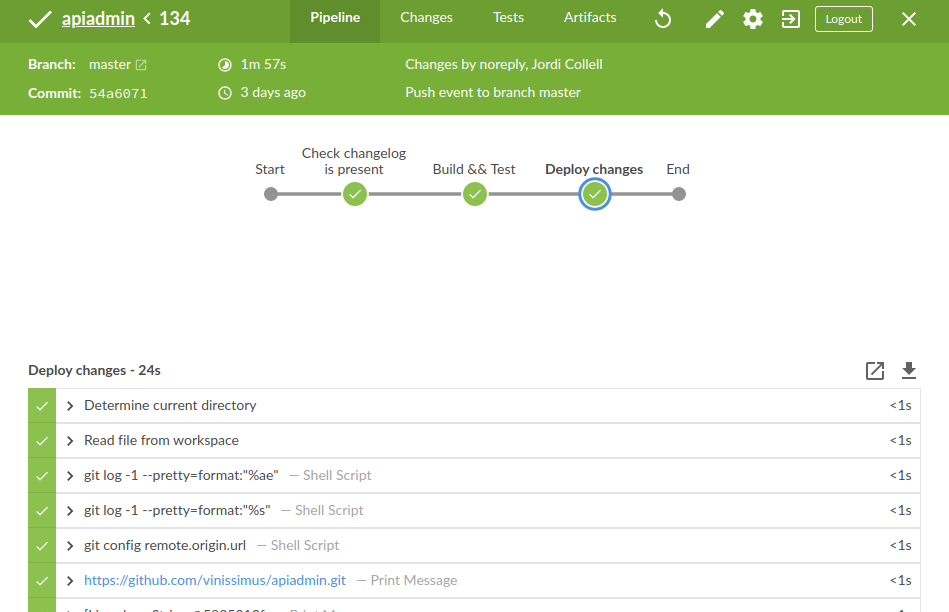 apiadmin < 134
Pipeline Changes Tests Artifacts Logout
Branch: master 1m 57s Changes by noreply, Jordi Collell
Commit: 54a6071 3 days ago Push event to branch master
Check changelog
Start is present Build && Test Deploy changes End
Deploy changes - 24s
Determine current directory <1s
Read file from workspace <1s
git log -1 --pretty=format:"%ae" — Shell Script <1s
git log -1 --pretty=format:"%s" — Shell Script <1s
git config remote.origin.url — Shell Script <1s
https://github.com/vinissimus/apiadmin.git — Print Message <1s